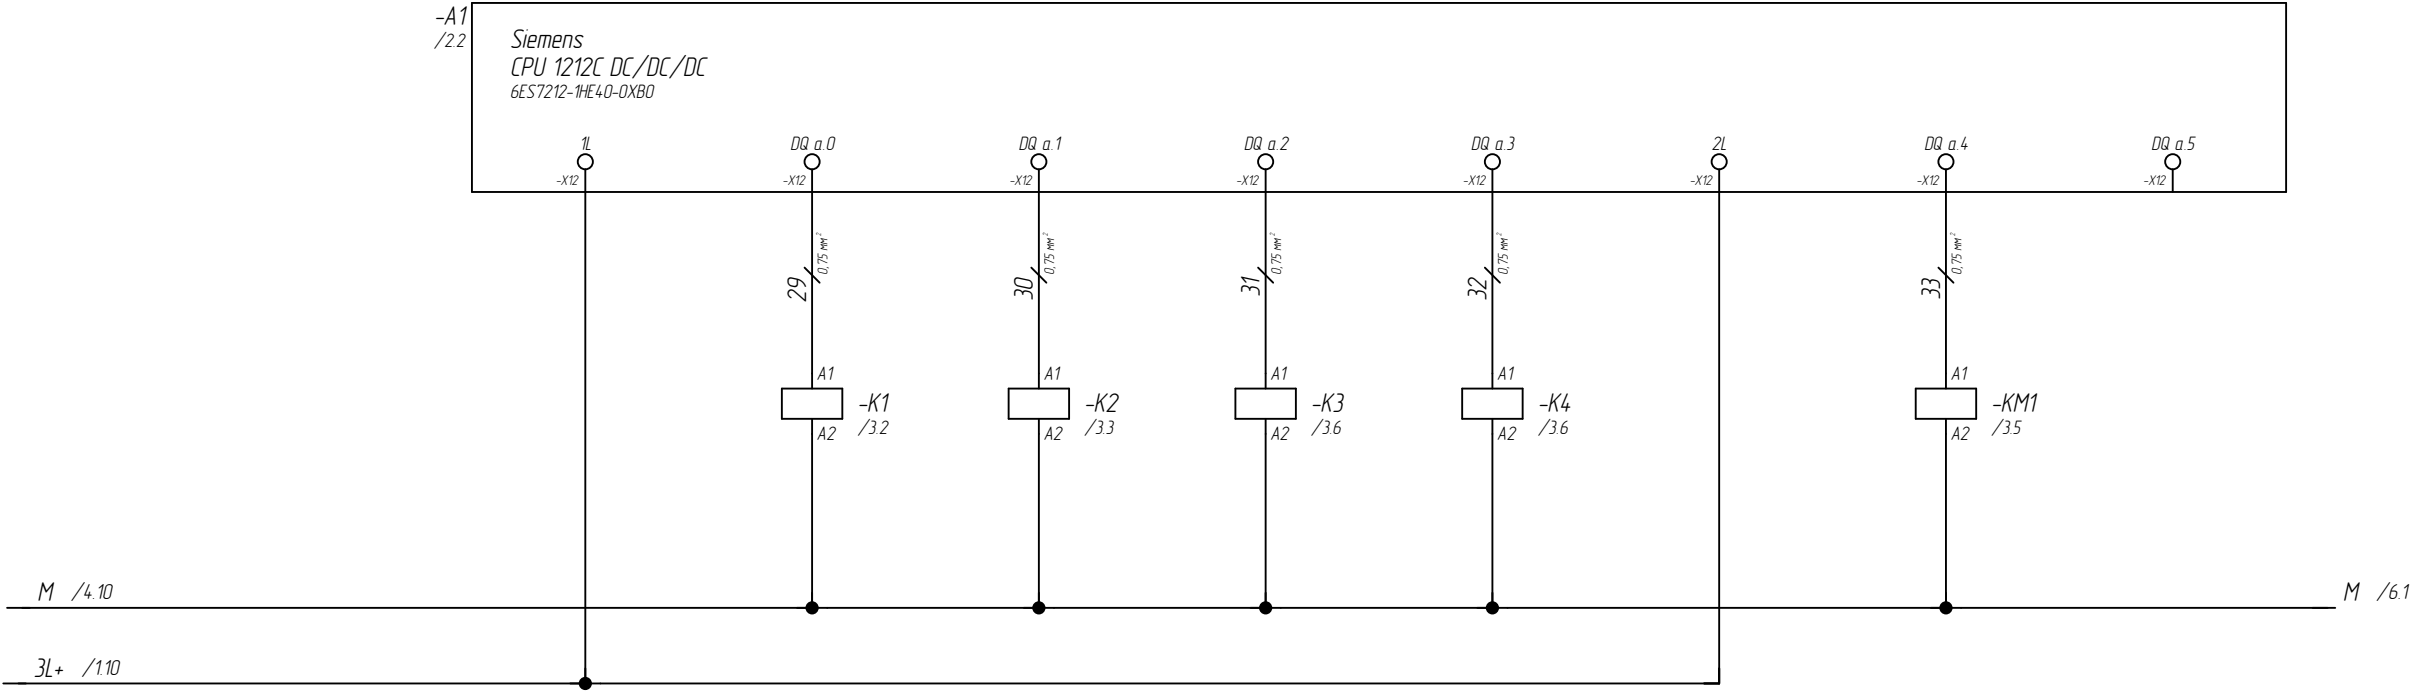 -A1
/2.2
Siemens
CPU 1212C DC/DC/DC
6ES7212-1HE40-0XB0
1L DQ a.0 DQ a.1 DQ a.2 DQ a.3 2L DQ a.4 DQ a.5
-X12 -X12 -X12 -X12 -X12 -X12 -X12 -X12
0,75 мм² 0,75 мм² 0,75 мм² 0,75 мм² 0,75 мм²
29 30 31 32 33
A1 A1 A1 A1 A1
-K1 -K2 -K3 -K4 -KM1
/3.2 /3.3 /3.6 /3.6 /3.5
A2 A2 A2 A2 A2
M /4.10 M /6.1
3L+ /1.10